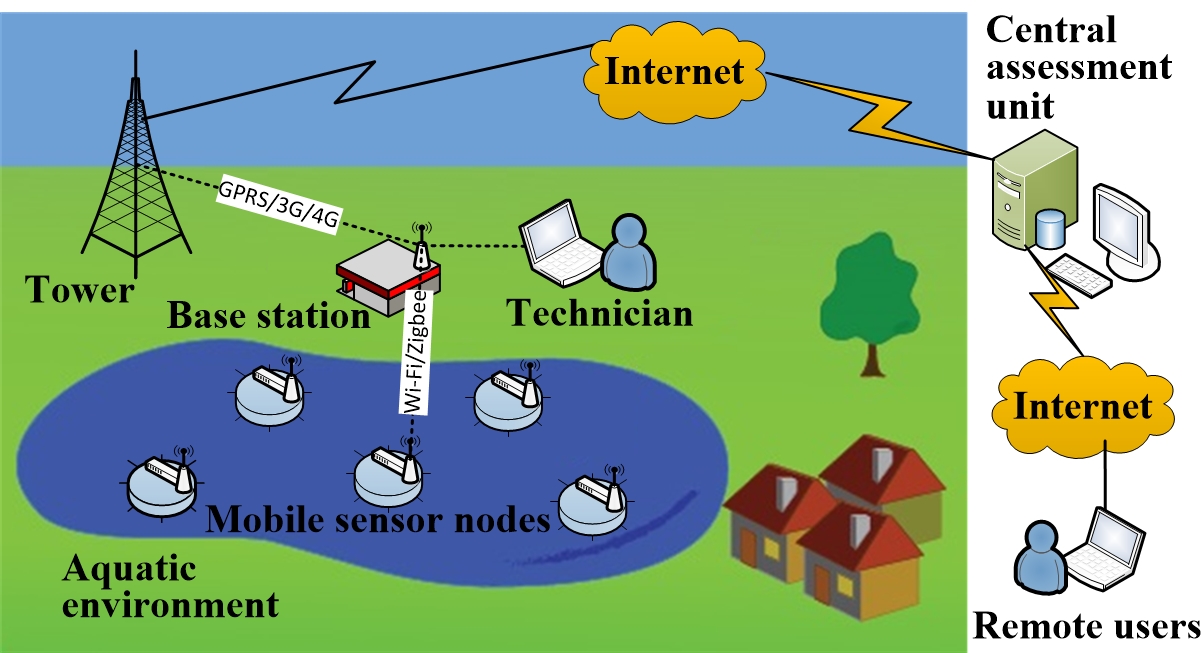 Internet
Central
assessment
unit
GPRS/3G/4G
Tower
Base station
Technician
Wi-Fi/Zigbee
Internet
Mobile sensor nodes
Aquatic
environment
Remote users